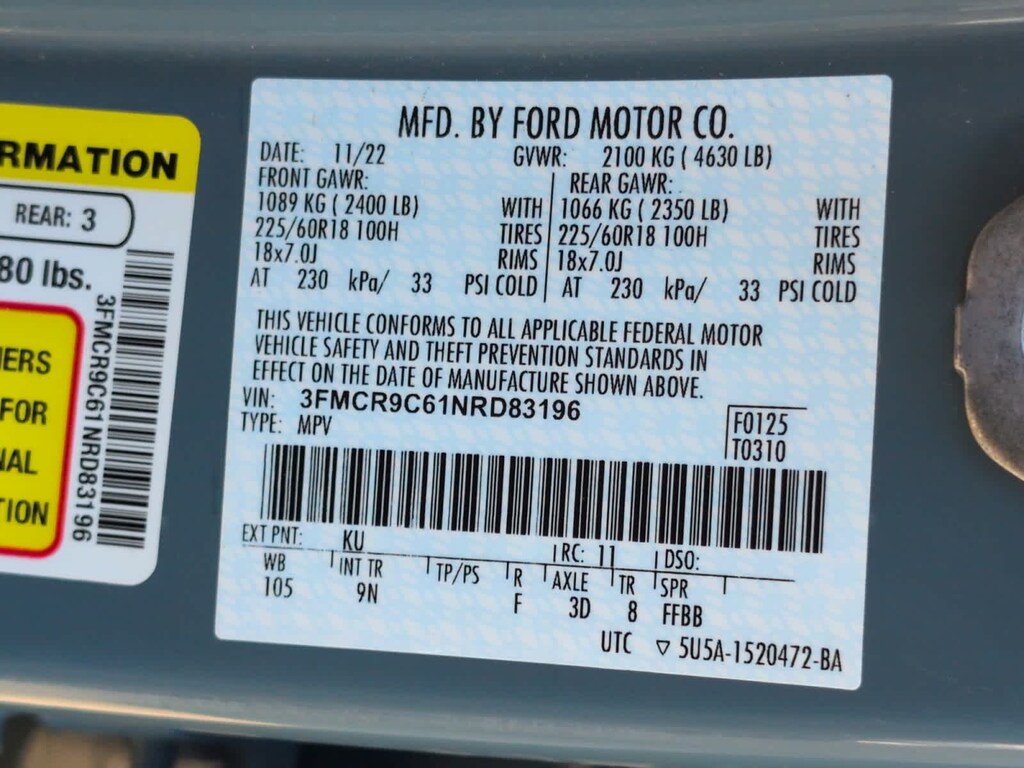 RMATION
REAR: 3
80 lbs.
3FMCR9C61NRD83196
ERS
FOR
NAL
TION
MFD. BY FORD MOTOR CO.
DATE: 11/22 GVWR: 2100 KG ( 4630 LB)
FRONT GAWR: REAR GAWR:
1089 KG ( 2400 LB) WITH 1066 KG ( 2350 LB) WITH
225/60R18 100H TIRES 225/60R18 100H TIRES
18x7.0J RIMS 18x7.0J RIMS
AT 230 kPa/ 33 PSI COLD AT 230 kPa/ 33 PSI COLD
THIS VEHICLE CONFORMS TO ALL APPLICABLE FEDERAL MOTOR
VEHICLE SAFETY AND THEFT PREVENTION STANDARDS IN
EFFECT ON THE DATE OF MANUFACTURE SHOWN ABOVE.
VIN: 3FMCR9C61NRD83196
TYPE: MPV
F0125
T0310
EXT PNT: KU RC: 11 DSO:
WB INT TR TP/PS R AXLE TR SPR
105 9N F 3D 8 FFBB
UTC ▽ 5U5A-1520472-BA